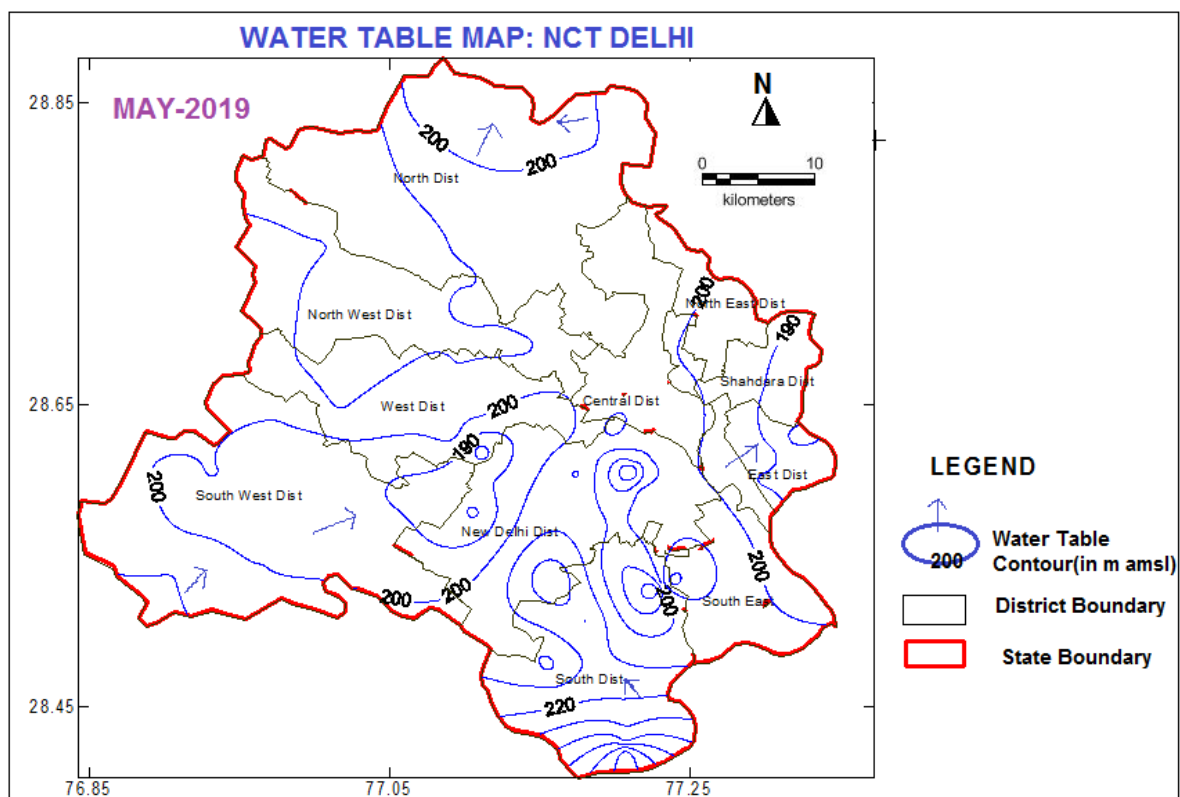 WATER TABLE MAP: NCT DELHI
MAY-2019
N
0 10
kilometers
28.85
28.65
28.45
76.85 77.05 77.25
200
200
North Dist
200
North East Dist
190
North West Dist
Shahdara Dist
West Dist
200
Central Dist
190
200
South West Dist
East Dist
New Delhi Dist
200
200
200
200
South East
South Dist
220
LEGEND
200
Water Table
Contour(in m amsl)
District Boundary
State Boundary